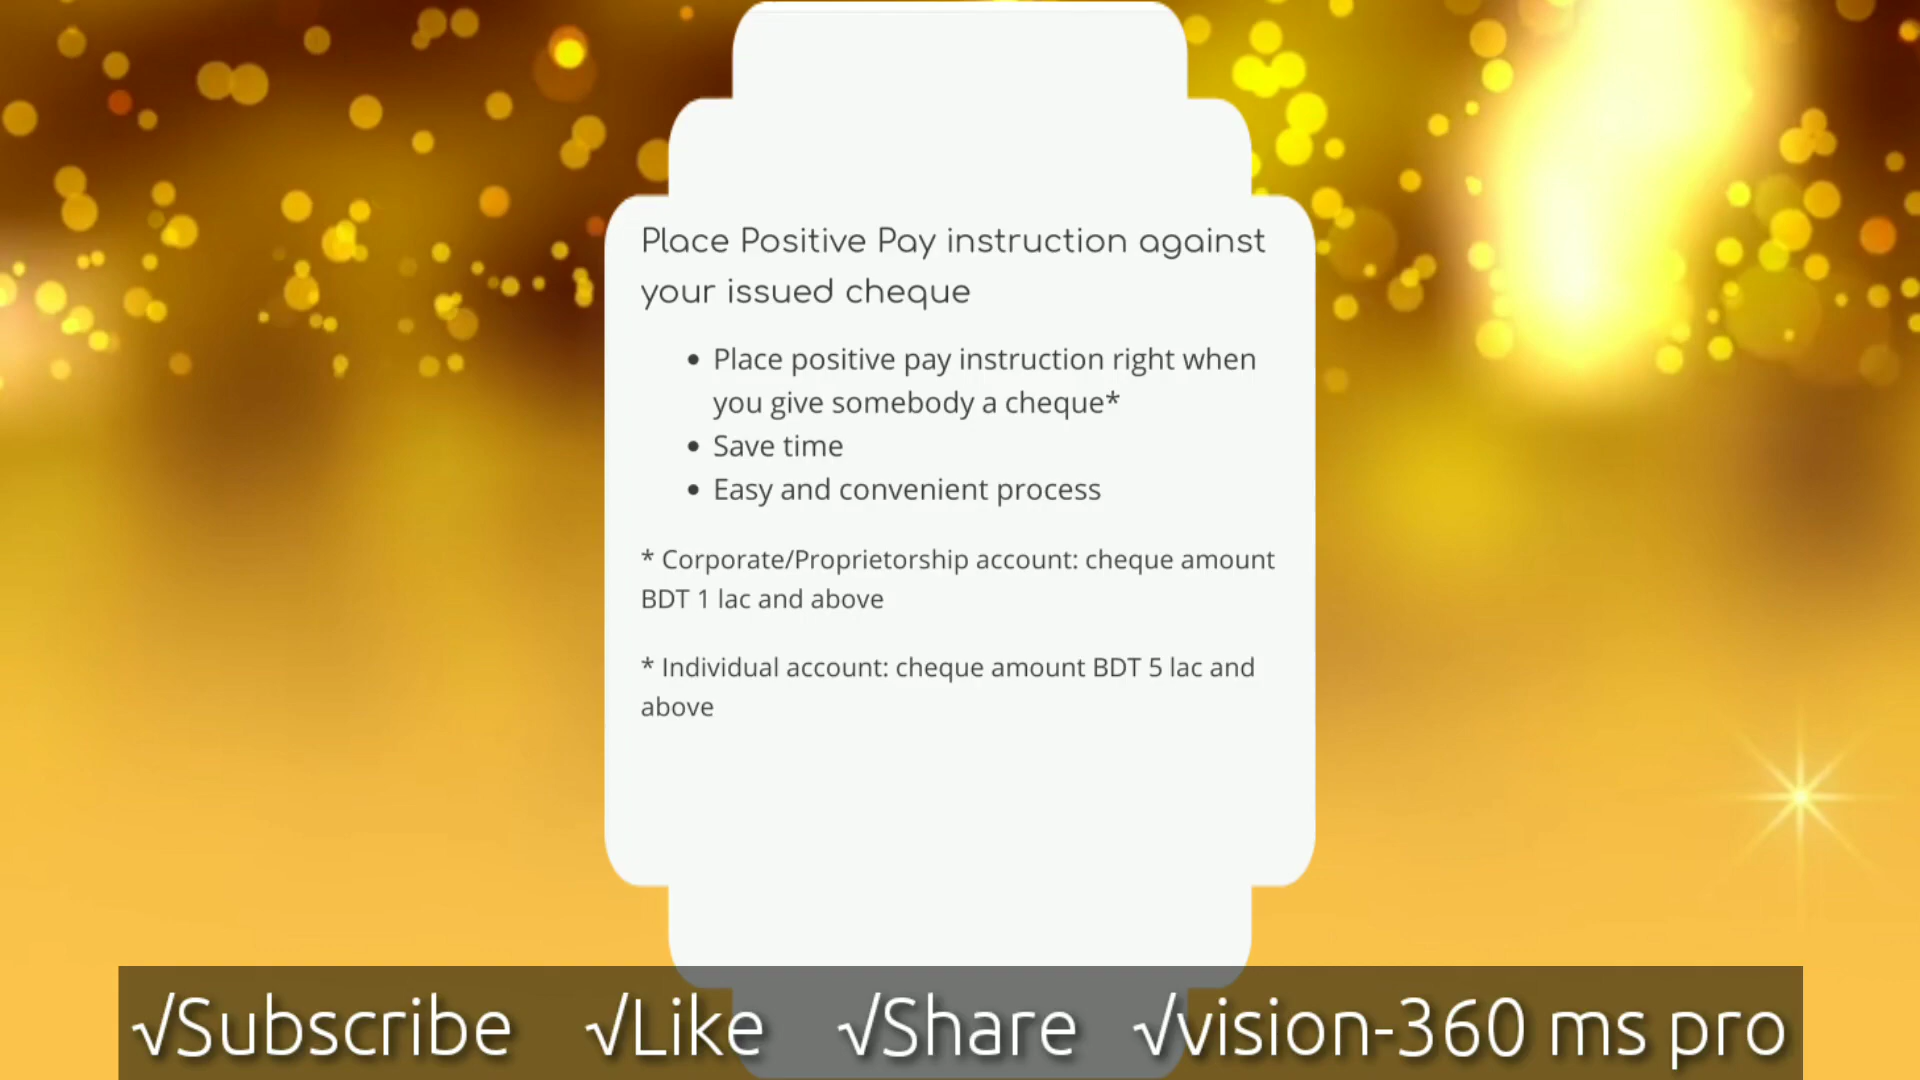 Place Positive Pay instruction against
your issued cheque
• Place positive pay instruction right when
you give somebody a cheque*
• Save time
• Easy and convenient process
* Corporate/Proprietorship account: cheque amount
BDT 1 lac and above
* Individual account: cheque amount BDT 5 lac and
above
√Subscribe √Like √Share √vision-360 ms pro